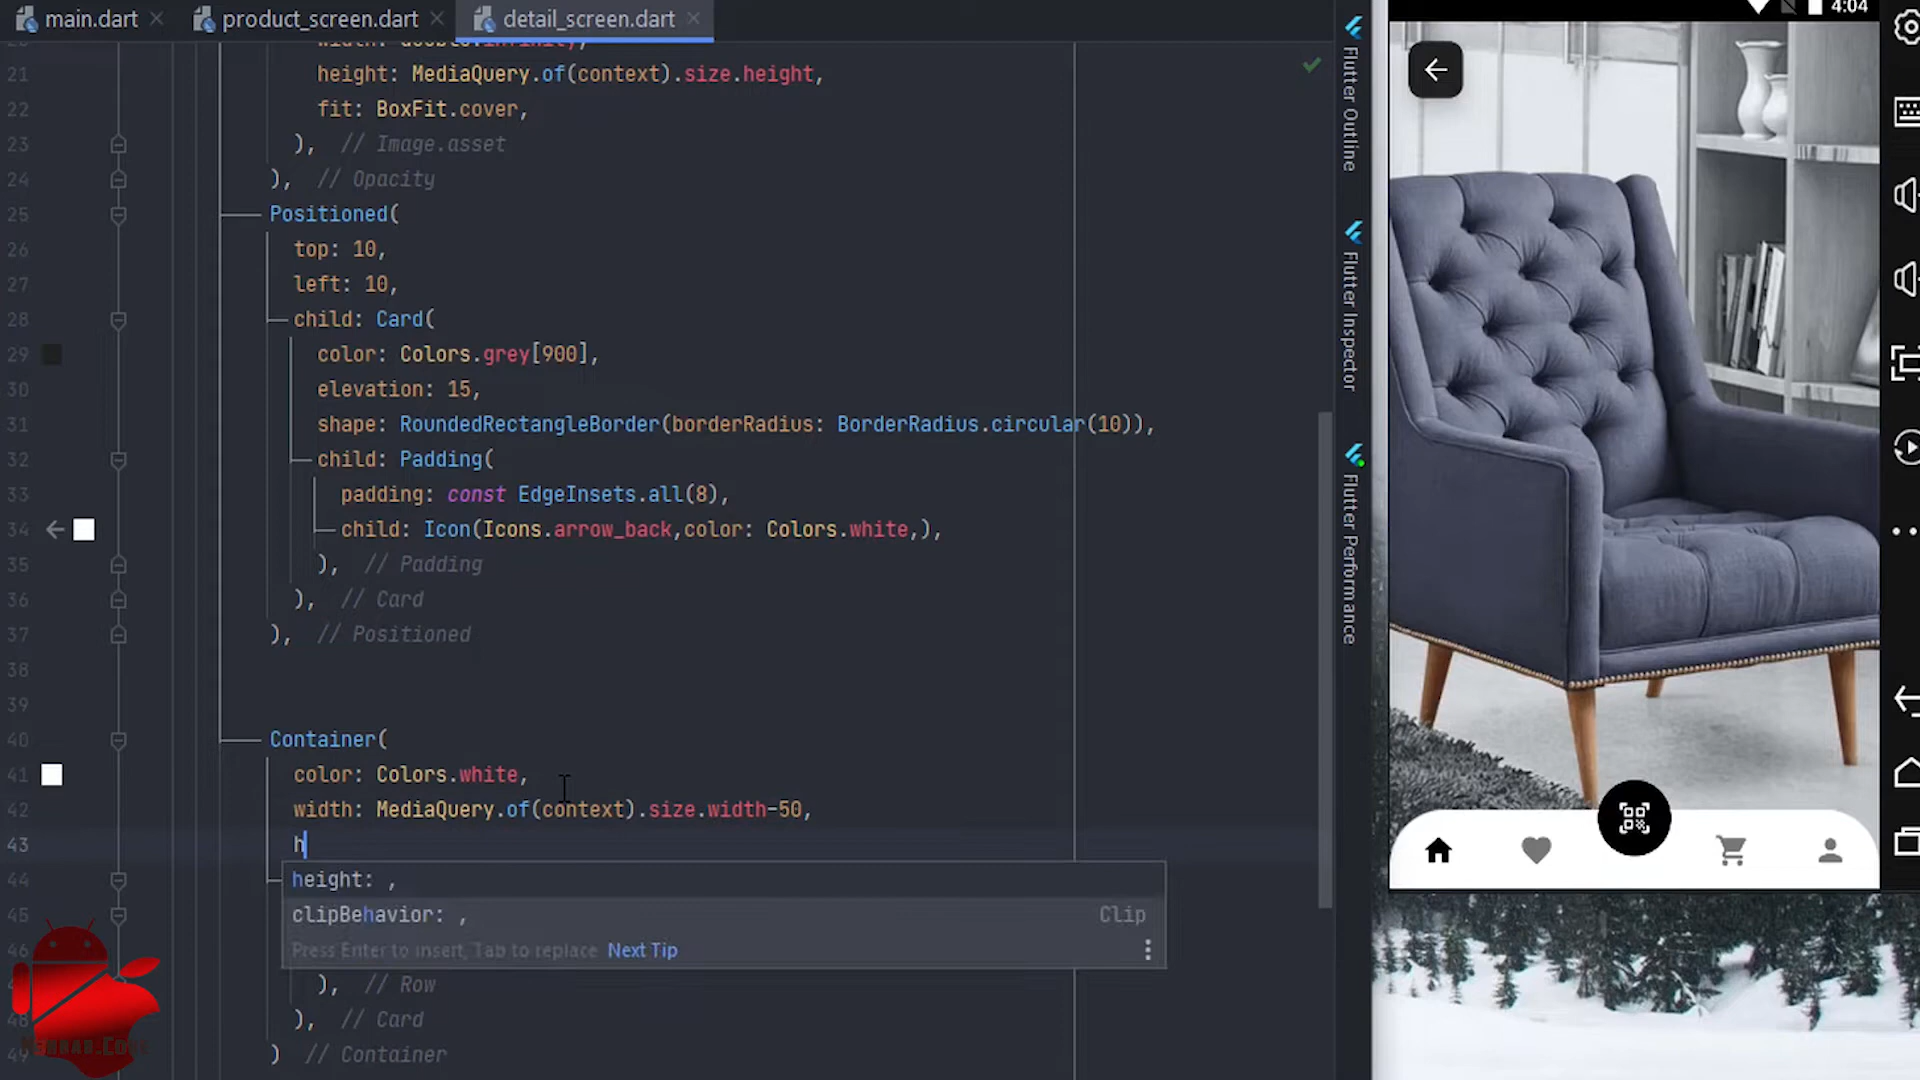 main.dart
product_screen.dart
detail_screen.dart
4:04
21 height: MediaQuery.of(context).size.height,
22 fit: BoxFit.cover,
23 ), // Image.asset
24 ), // Opacity
25 Positioned(
26 top: 10,
27 left: 10,
28 child: Card(
29 color: Colors.grey[900],
30 elevation: 15,
31 shape: RoundedRectangleBorder(borderRadius: BorderRadius.circular(10)),
32 child: Padding(
33 padding: const EdgeInsets.all(8),
34 child: Icon(Icons.arrow_back,color: Colors.white,),
35 ), // Padding
36 ), // Card
37 ), // Positioned
38
39
40 Container(
41 color: Colors.white,
42 width: MediaQuery.of(context).size.width-50,
43 h
44 height: ,
45 clipBehavior: , Clip
46 Press Enter to insert, Tab to replace Next Tip
), // Row
), // Card
49 ) // Container
Flutter Outline
Flutter Inspector
Flutter Performance